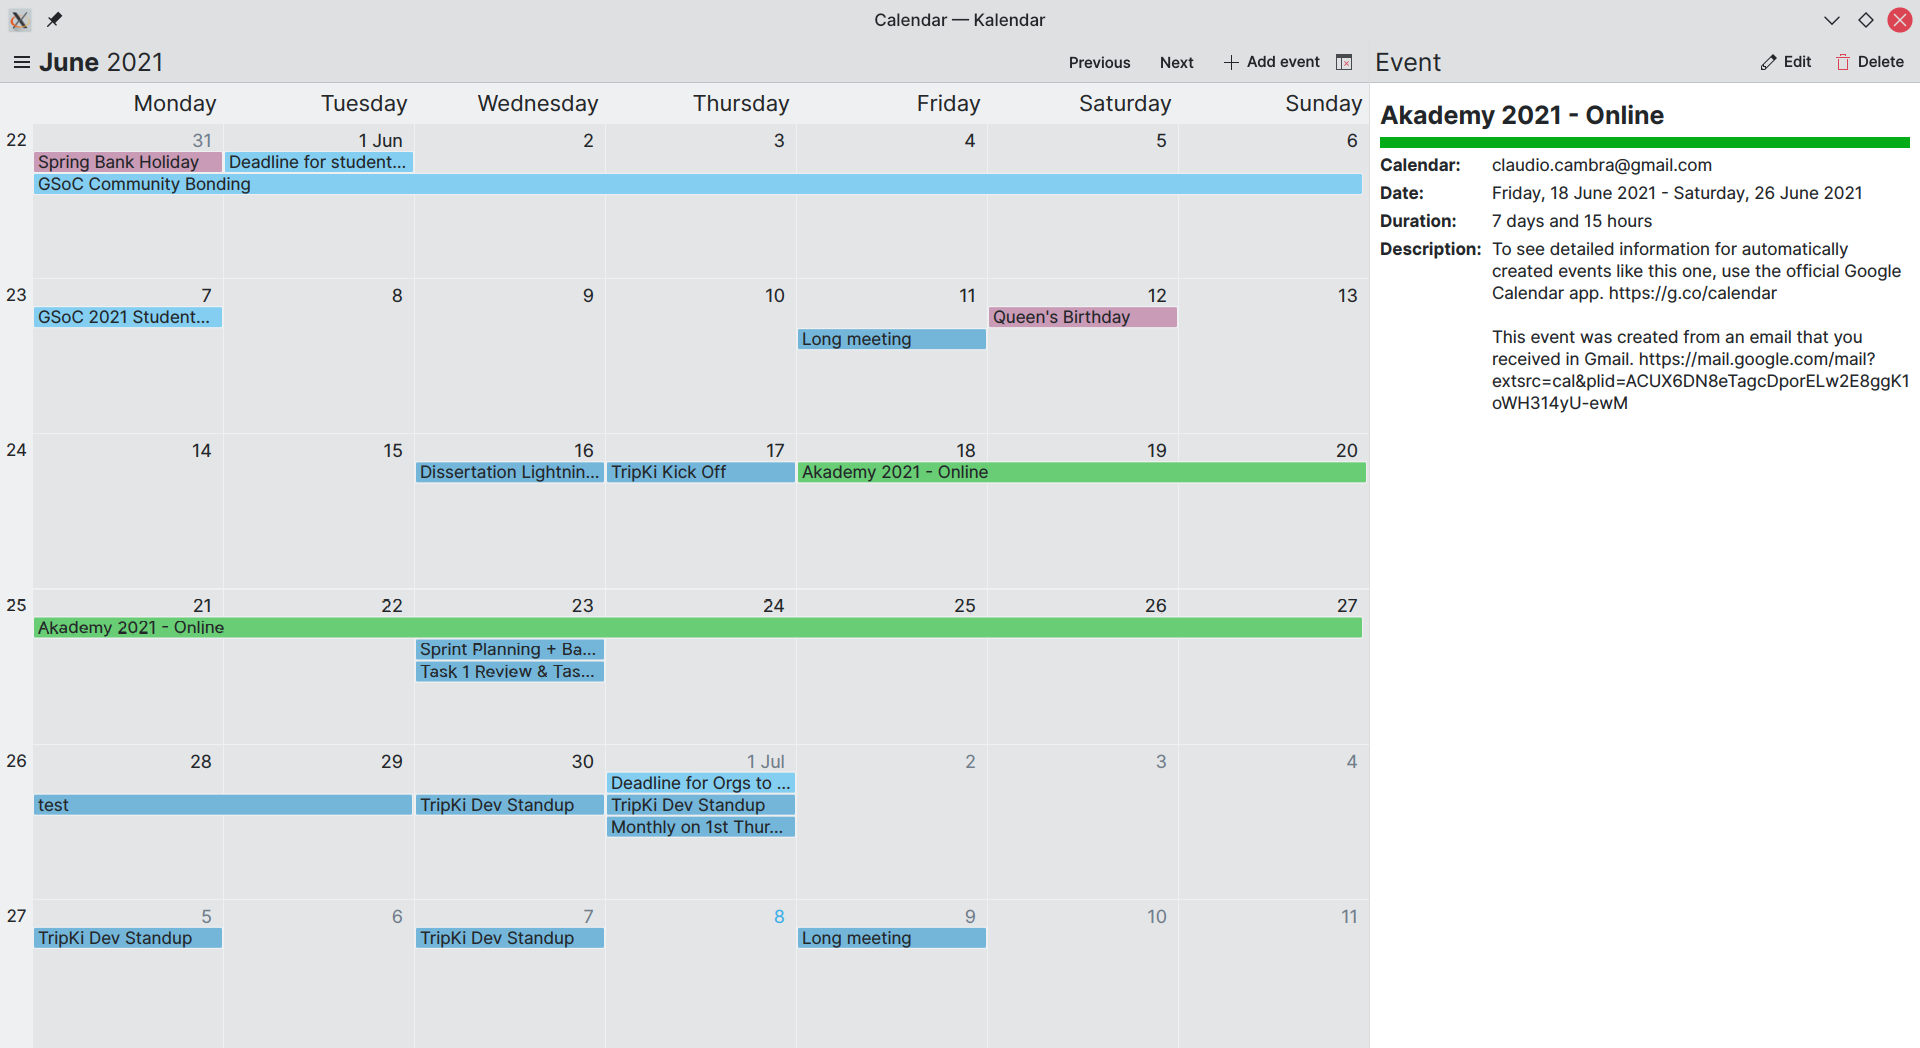 Calendar — Kalendar
June 2021
Previous Next Add event
Event
Edit Delete
Monday Tuesday Wednesday Thursday Friday Saturday Sunday
22 31 1 Jun 2 3 4 5 6
Spring Bank Holiday Deadline for student...
GSoC Community Bonding
23 7 8 9 10 11 12 13
GSoC 2021 Student... Queen's Birthday
Long meeting
24 14 15 16 17 18 19 20
Dissertation Lightnin... TripKi Kick Off Akademy 2021 - Online
25 21 22 23 24 25 26 27
Akademy 2021 - Online
Sprint Planning + Ba...
Task 1 Review & Tas...
26 28 29 30 1 Jul 2 3 4
Deadline for Orgs to ...
test TripKi Dev Standup TripKi Dev Standup
Monthly on 1st Thur...
27 5 6 7 8 9 10 11
TripKi Dev Standup TripKi Dev Standup Long meeting
Akademy 2021 - Online
Calendar: claudio.cambra@gmail.com
Date: Friday, 18 June 2021 - Saturday, 26 June 2021
Duration: 7 days and 15 hours
Description: To see detailed information for automatically
created events like this one, use the official Google
Calendar app. https://g.co/calendar
This event was created from an email that you
received in Gmail. https://mail.google.com/mail?
extsrc=cal&plid=ACUX6DN8eTagcDporELw2E8ggK1
oWH314yU-ewM